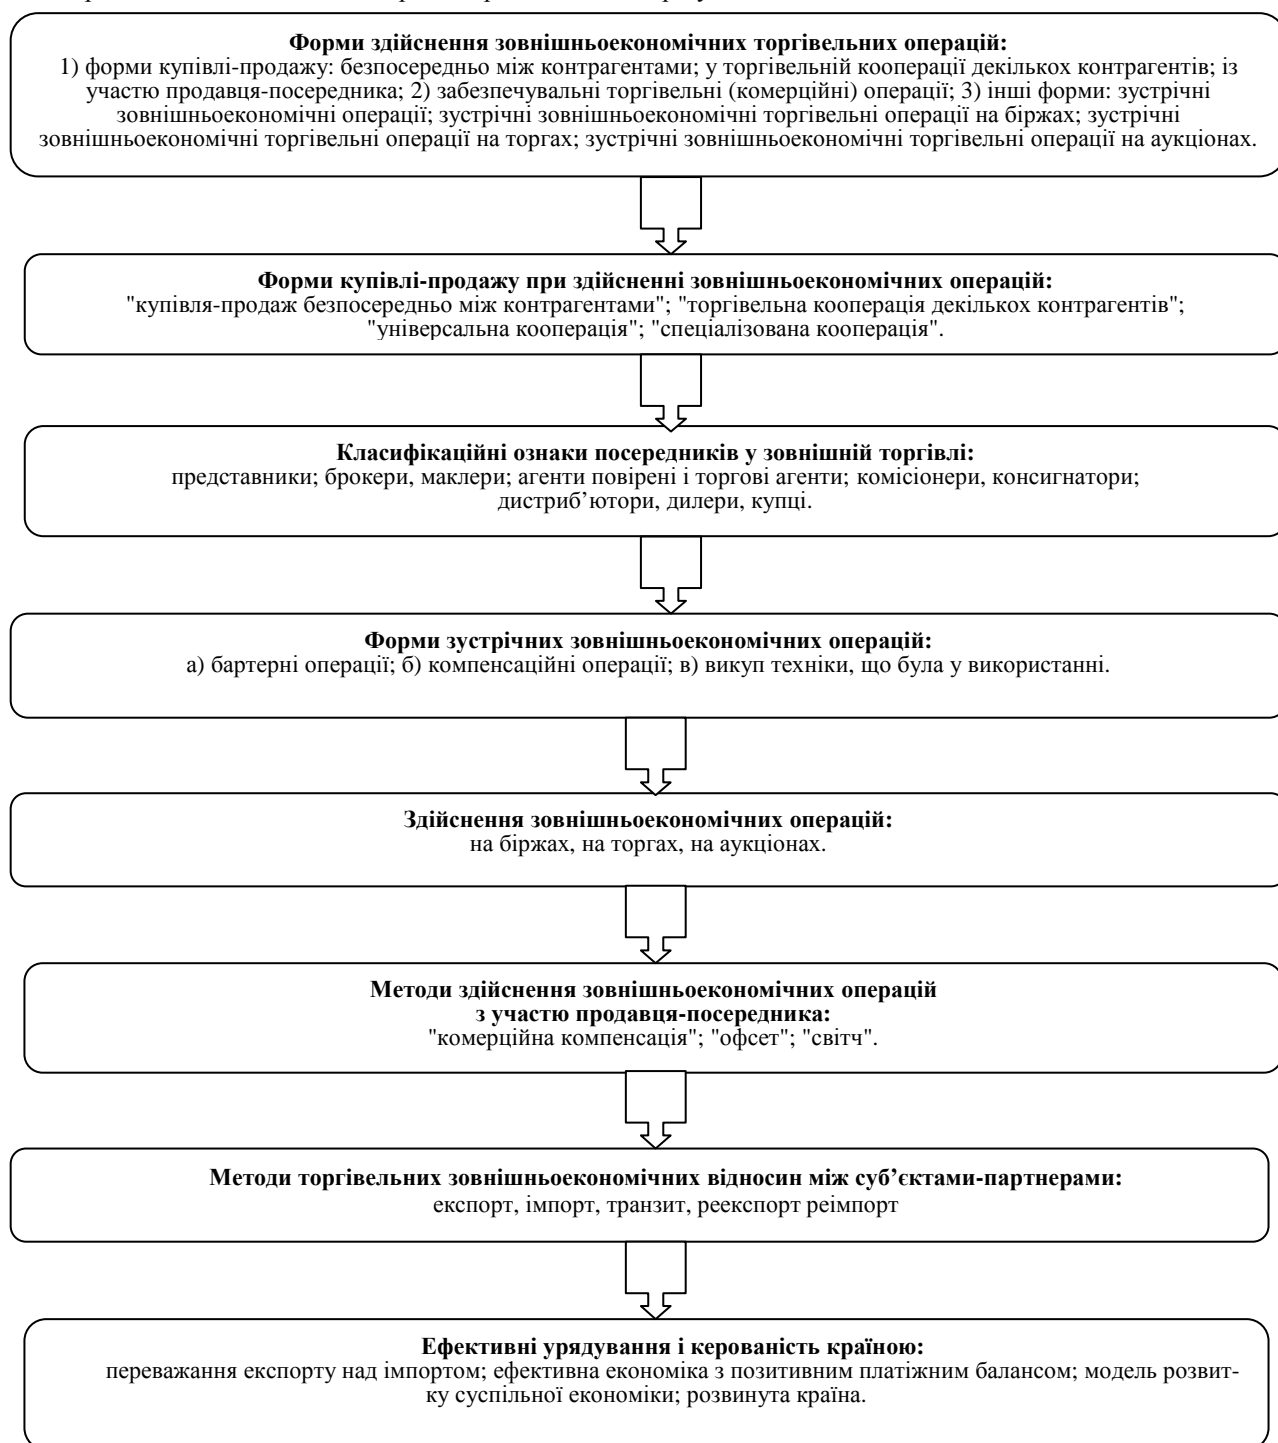 Форми здійснення зовнішньоекономічних торгівельних операцій:
1) форми купівлі-продажу: безпосередньо між контрагентами; у торгівельній кооперації декількох контрагентів; із
участю продавця-посередника; 2) забезпечувальні торгівельні (комерційні) операції; 3) інші форми: зустрічні
зовнішньоекономічні операції; зустрічні зовнішньоекономічні торгівельні операції на біржах; зустрічні
зовнішньоекономічні торгівельні операції на торгах; зустрічні зовнішньоекономічні торгівельні операції на аукціонах.
Форми купівлі-продажу при здійсненні зовнішньоекономічних операцій:
"купівля-продаж безпосередньо між контрагентами"; "торгівельна кооперація декількох контрагентів";
"універсальна кооперація"; "спеціалізована кооперація".
Класифікаційні ознаки посередників у зовнішній торгівлі:
представники; брокери, маклери; агенти повірені і торгові агенти; комісіонери, консигнатори;
дистриб’ютори, дилери, купці.
Форми зустрічних зовнішньоекономічних операцій:
а) бартерні операції; б) компенсаційні операції; в) викуп техніки, що була у використанні.
Здійснення зовнішньоекономічних операцій:
на біржах, на торгах, на аукціонах.
Методи здійснення зовнішньоекономічних операцій
з участю продавця-посередника:
"комерційна компенсація"; "офсет"; "світч".
Методи торгівельних зовнішньоекономічних відносин між суб’єктами-партнерами:
експорт, імпорт, транзит, реекспорт реімпорт
Ефективні урядування і керованість країною:
переважання експорту над імпортом; ефективна економіка з позитивним платіжним балансом; модель розвит-
ку суспільної економіки; розвинута країна.